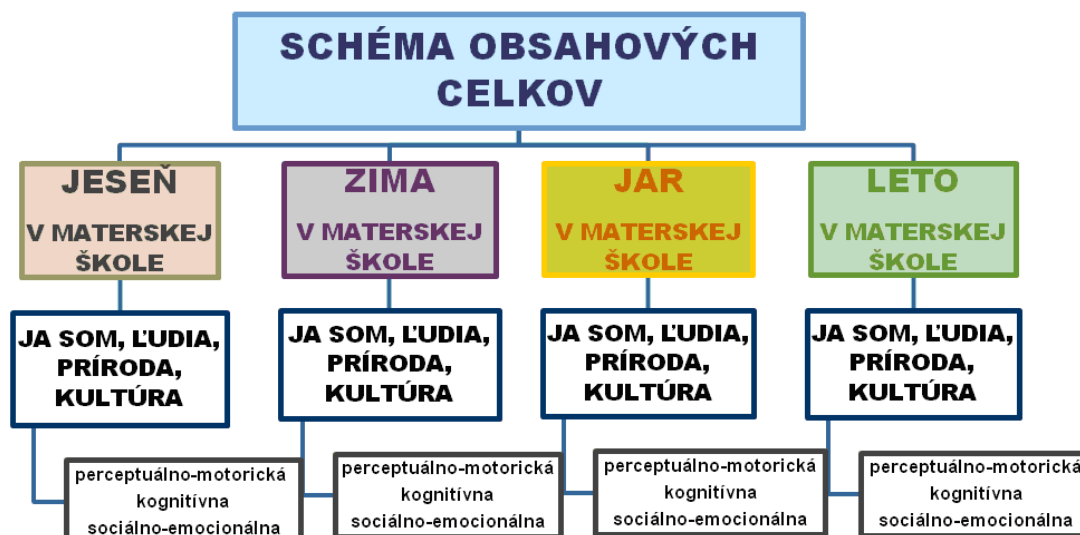 SCHÉMA OBSAHOVÝCH
CELKOV
JESEŇ
V MATERSKEJ
ŠKOLE
ZIMA
V MATERSKEJ
ŠKOLE
JAR
V MATERSKEJ
ŠKOLE
LETO
V MATERSKEJ
ŠKOLE
JA SOM, ĽUDIA,
PRÍRODA,
KULTÚRA
JA SOM, ĽUDIA,
PRÍRODA,
KULTÚRA
JA SOM, ĽUDIA,
PRÍRODA,
KULTÚRA
JA SOM, ĽUDIA,
PRÍRODA,
KULTÚRA
perceptuálno-motorická
kognitívna
sociálno-emocionálna
perceptuálno-motorická
kognitívna
sociálno-emocionálna
perceptuálno-motorická
kognitívna
sociálno-emocionálna
perceptuálno-motorická
kognitívna
sociálno-emocionálna